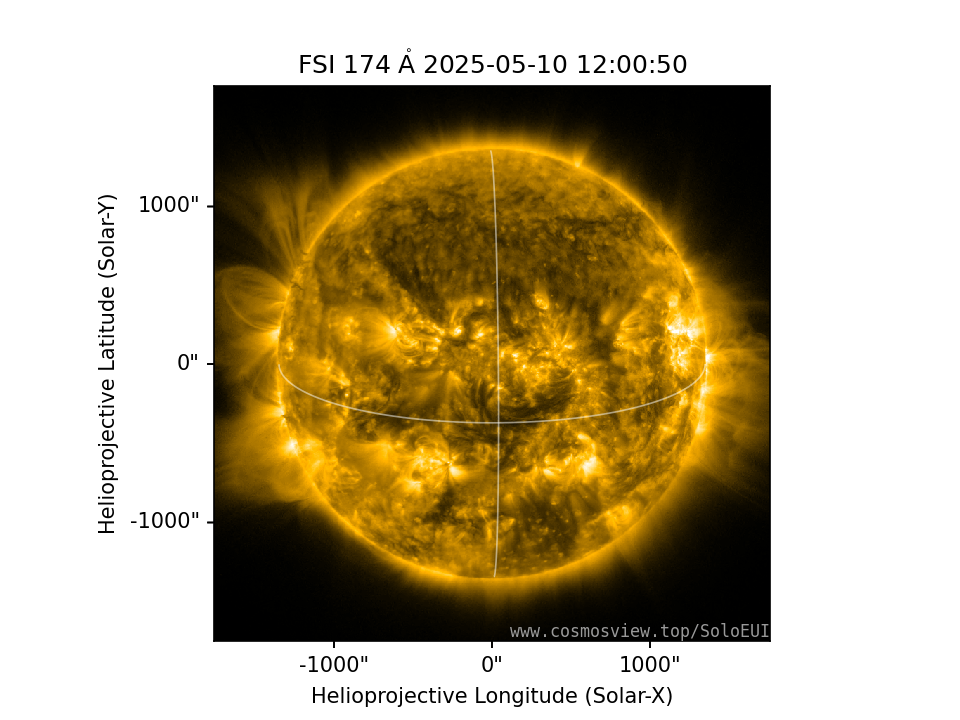 FSI 174 Å 2025-05-10 12:00:50
Helioprojective Latitude (Solar-Y)
1000"
0"
-1000"
www.cosmosview.top/SoloEUI
-1000"
0"
1000"
Helioprojective Longitude (Solar-X)